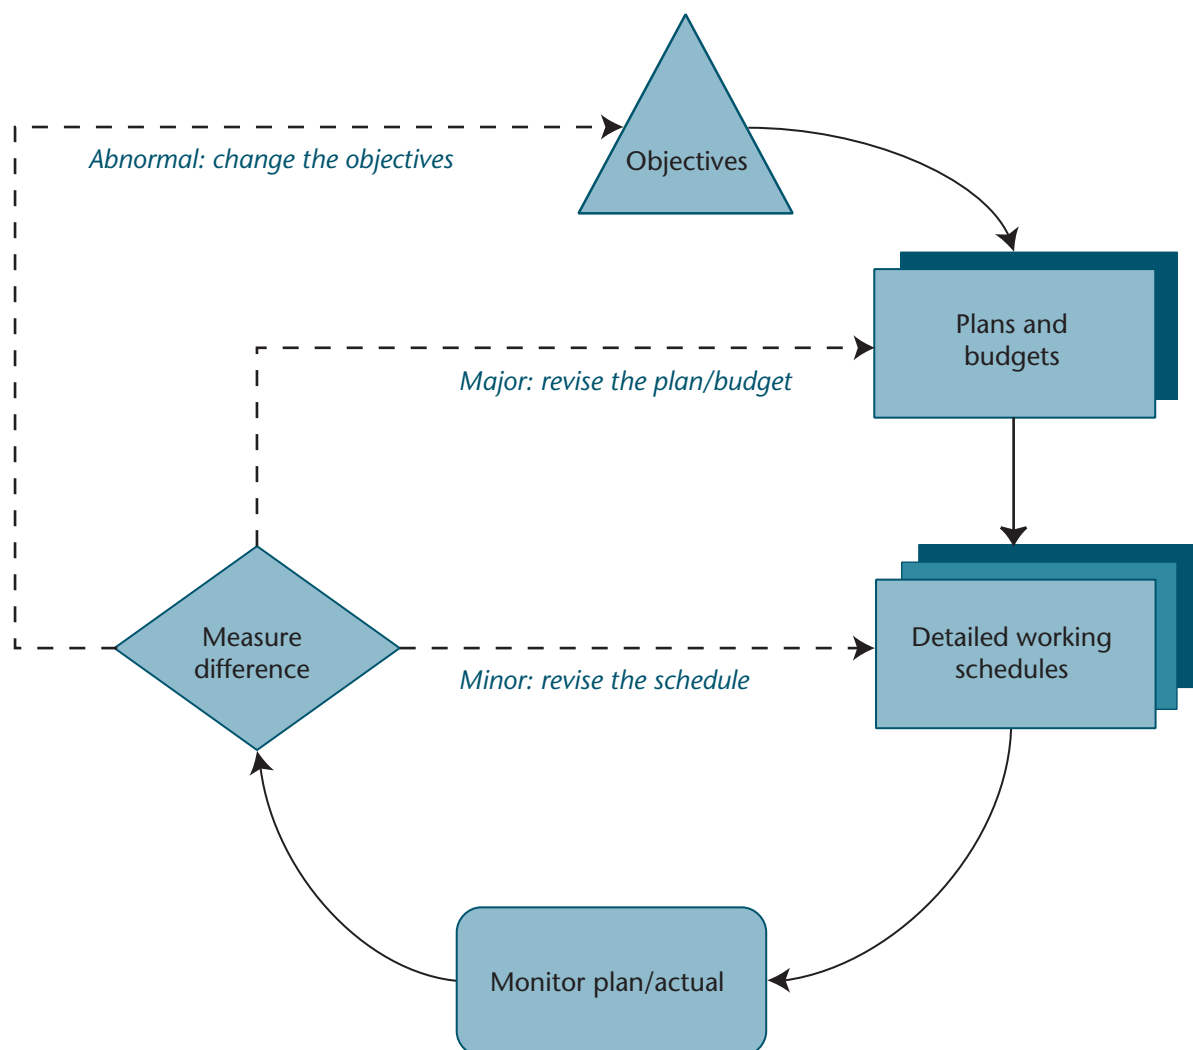 Abnormal: change the objectives
Objectives
Plans and
budgets
Major: revise the plan/budget
Measure
difference
Minor: revise the schedule
Detailed working
schedules
Monitor plan/actual